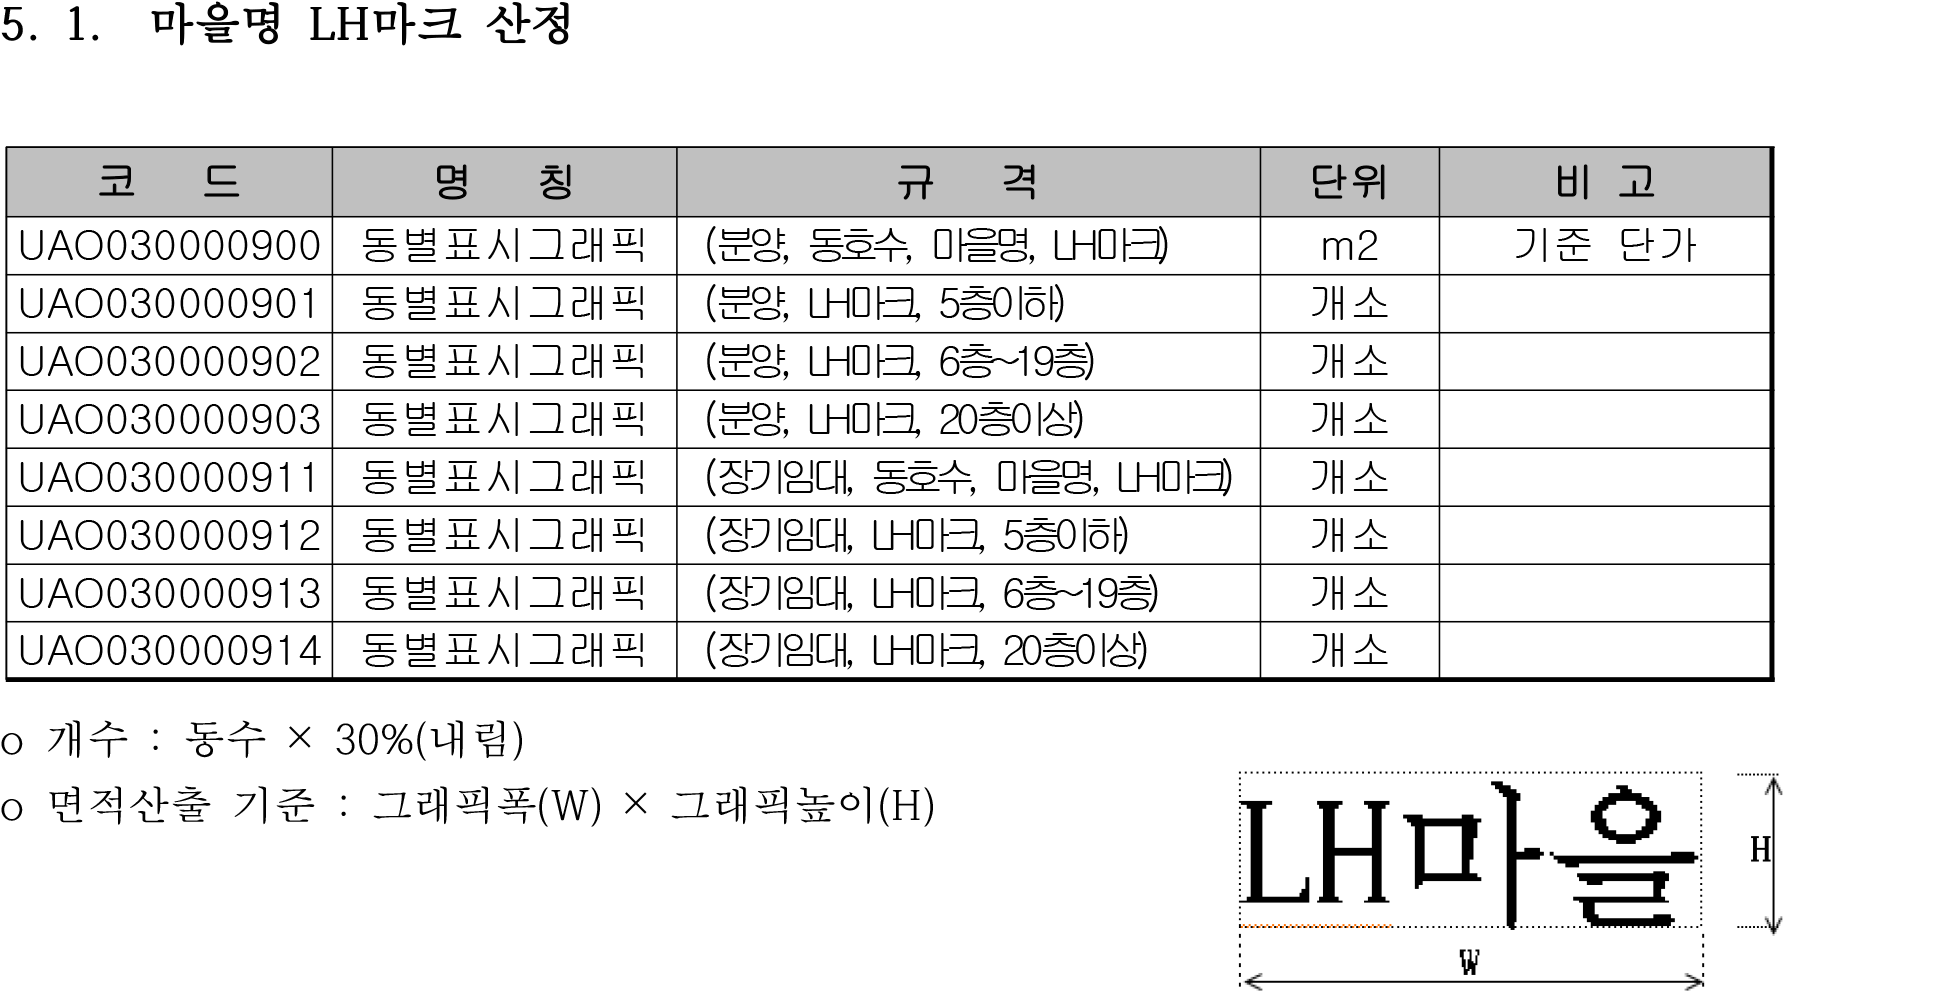 5. 1. 마을명 LH마크 산정
코 드 명 칭 규 격 단위 비 고
UAO030000900 동별표시그래픽 (분양, 동호수, 마을명, LH마크) m2 기준 단가
UAO030000901 동별표시그래픽 (분양, LH마크, 5층이하) 개소
UAO030000902 동별표시그래픽 (분양, LH마크, 6층~19층) 개소
UAO030000903 동별표시그래픽 (분양, LH마크, 20층이상) 개소
UAO030000911 동별표시그래픽 (장기임대, 동호수, 마을명, LH마크) 개소
UAO030000912 동별표시그래픽 (장기임대, LH마크, 5층이하) 개소
UAO030000913 동별표시그래픽 (장기임대, LH마크, 6층~19층) 개소
UAO030000914 동별표시그래픽 (장기임대, LH마크, 20층이상) 개소
o 개수 : 동수 × 30%(내림)
o 면적산출 기준 : 그래픽폭(W) × 그래픽높이(H)
LH마을
H
W